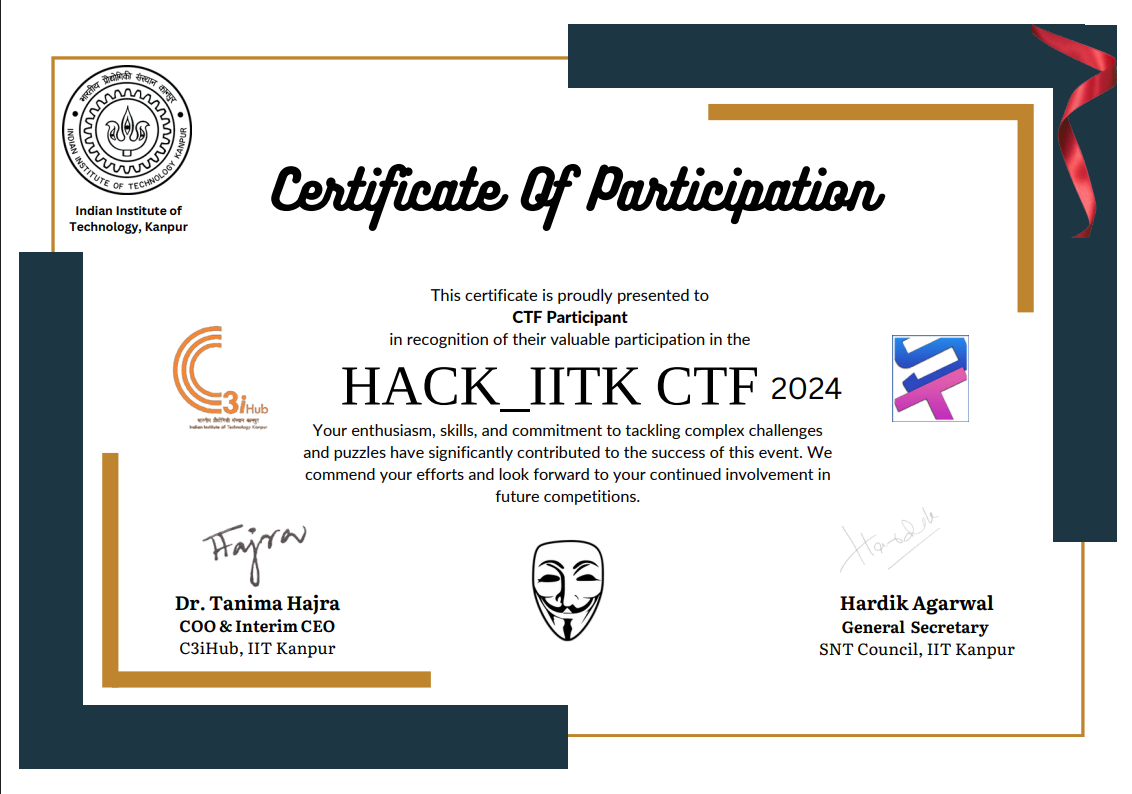 भारतीय प्रौद्योगिकी संस्थान कानपुर
INDIAN INSTITUTE OF TECHNOLOGY KANPUR
Indian Institute of
Technology, Kanpur
Certificate Of Participation
This certificate is proudly presented to
CTF Participant
in recognition of their valuable participation in the
C3iHub
भारतीय प्रौद्योगिकी संस्थान कानपुर
Indian Institute of Technology Kanpur
HACK_IITK CTF 2024
Your enthusiasm, skills, and commitment to tackling complex challenges
and puzzles have significantly contributed to the success of this event. We
commend your efforts and look forward to your continued involvement in
future competitions.
Hajra
Dr. Tanima Hajra
COO & Interim CEO
C3iHub, IIT Kanpur
Hardik Agarwal
General Secretary
SNT Council, IIT Kanpur